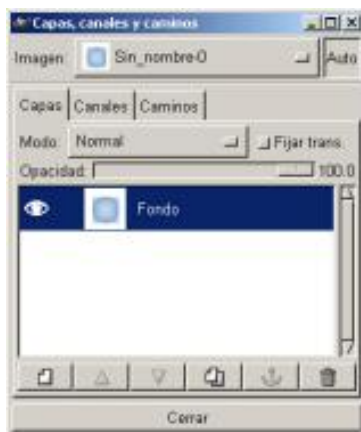 Capas, canales y caminos
Imagen: Sin_nombre-0 Auto
Capas Canales Caminos
Modo: Normal Fijar trans.
Opacidad: 100.0
Fondo
Cerrar